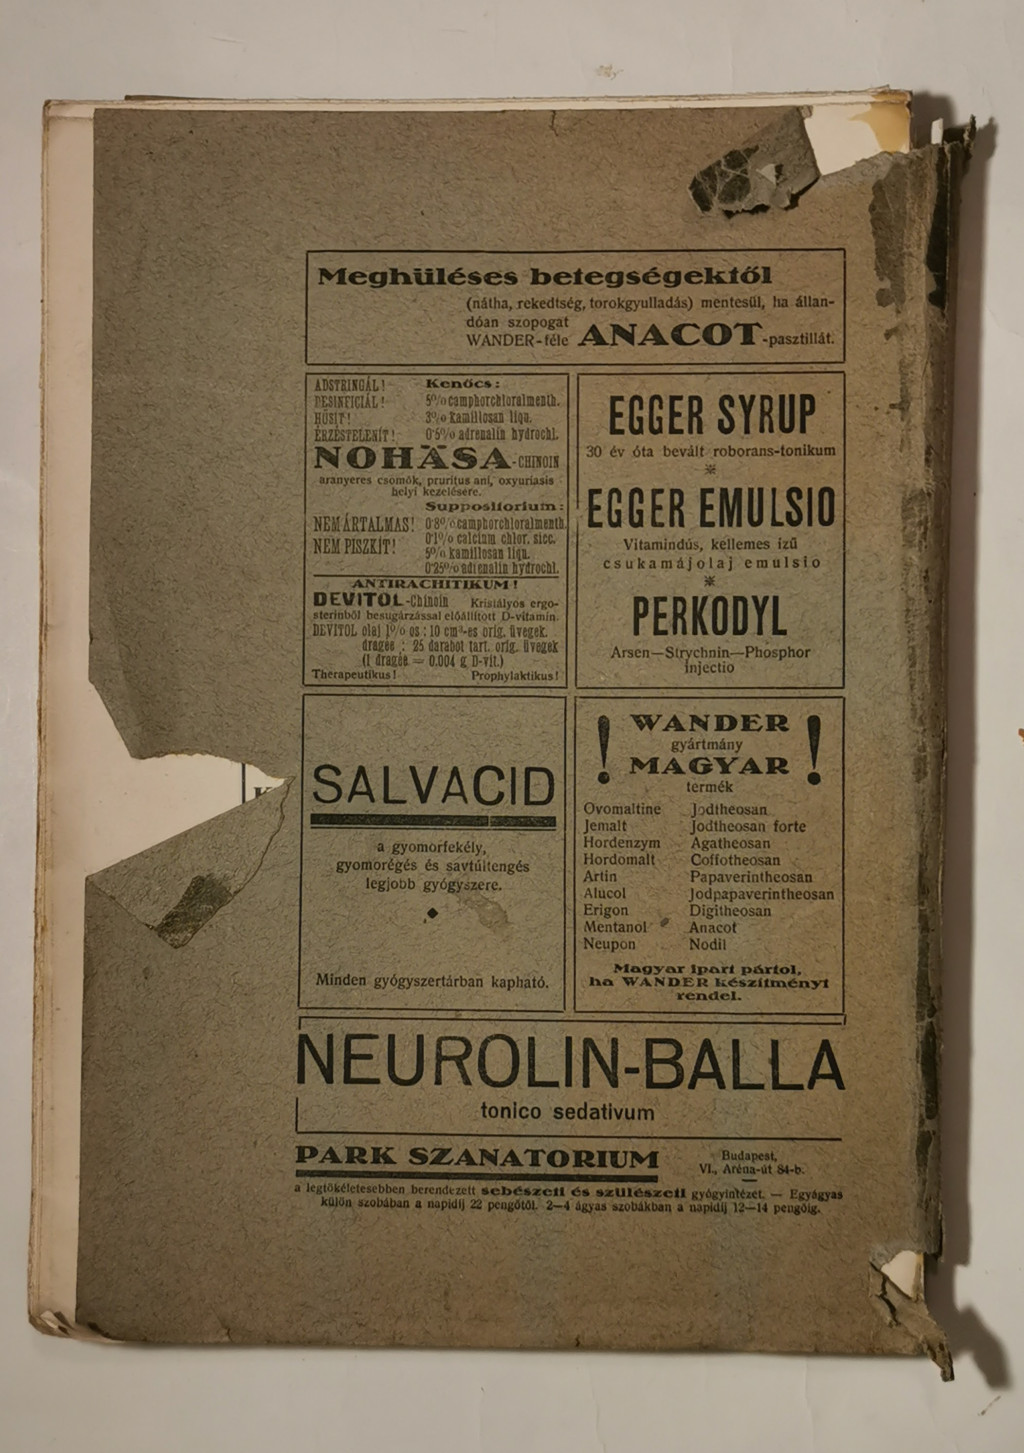 Meghüléses betegségektől
(nátha, rekedtség, torokgyulladás) mentesül, ha állan-
dóan szopogat
WANDER-féle ANACOT-pasztillát.
ADSTRINGÁL!
DESINFICIÁL!
HŰSIT!
ÉRZÉSTELENÍT!
Kenőcs:
5% camphorchloralmenth.
3% kamillosan liqu.
0·5% adrenalin hydrochl.
NOHÄSA-CHINOIN
aranyeres csomók, pruritus ani, oxyuriasis
helyi kezelésére.
Suppositorium:
NEM ÁRTALMAS!
NEM PISZKÍT!
0·8% camphorchloralmenth.
0·1% calcium chlor. sicc.
5% kamillosan liqu.
0·25% adrenalin hydrochl.
ANTIRACHITIKUM!
DEVITOL-Chinoin Kristályos ergo-
sterinből besugárzással előállított D-vitamin.
DEVITOL olaj 1%os: 10 cm³-es orig. üvegek.
dragée: 25 darabot tart. orig. üvegek
(1 dragée = 0.004 g D-vit.)
Therapeutikus! Prophylaktikus!
EGGER SYRUP
30 év óta bevált roborans-tonikum
EGGER EMULSIO
Vitamindús, kellemes ízű
csukamájolaj emulsio
PERKODYL
Arsen—Strychnin—Phosphor
injectio
SALVACID
a gyomorfekély,
gyomorégés és savtúltengés
legjobb gyógyszere.
Minden gyógyszertárban kapható.
! WANDER !
gyártmány
MAGYAR
termék
Ovomaltine Jodtheosan
Jemalt Jodtheosan forte
Hordenzym Agatheosan
Hordomalt Coffotheosan
Artin Papaverintheosan
Alucol Jodpapaverintheosan
Erigon Digitheosan
Mentanol Anacot
Neupon Nodil
Magyar ipart pártol,
ha WANDER készítményt
rendel.
NEUROLIN-BALLA
tonico sedativum
PARK SZANATORIUM
Budapest,
VI., Aréna-út 84-b.
a legtökéletesebben berendezett sebészeti és szülészeti gyógyintézet. — Egyágyas
külön szobában a napidíj 22 pengőtől. 2—4 ágyas szobákban a napidíj 12—14 pengőig.